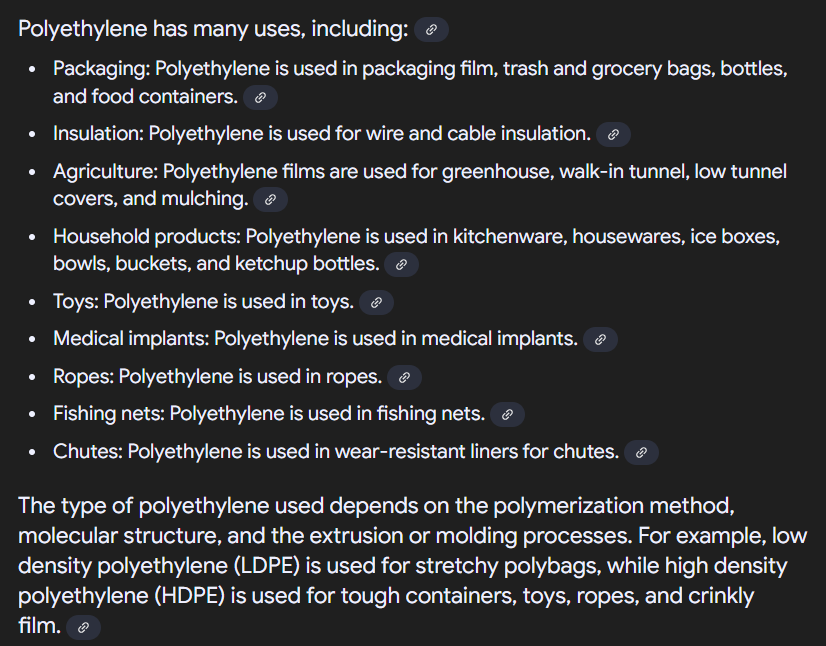 Polyethylene has many uses, including:
• Packaging: Polyethylene is used in packaging film, trash and grocery bags, bottles,
and food containers.
• Insulation: Polyethylene is used for wire and cable insulation.
• Agriculture: Polyethylene films are used for greenhouse, walk-in tunnel, low tunnel
covers, and mulching.
• Household products: Polyethylene is used in kitchenware, housewares, ice boxes,
bowls, buckets, and ketchup bottles.
• Toys: Polyethylene is used in toys.
• Medical implants: Polyethylene is used in medical implants.
• Ropes: Polyethylene is used in ropes.
• Fishing nets: Polyethylene is used in fishing nets.
• Chutes: Polyethylene is used in wear-resistant liners for chutes.
The type of polyethylene used depends on the polymerization method,
molecular structure, and the extrusion or molding processes. For example, low
density polyethylene (LDPE) is used for stretchy polybags, while high density
polyethylene (HDPE) is used for tough containers, toys, ropes, and crinkly
film.